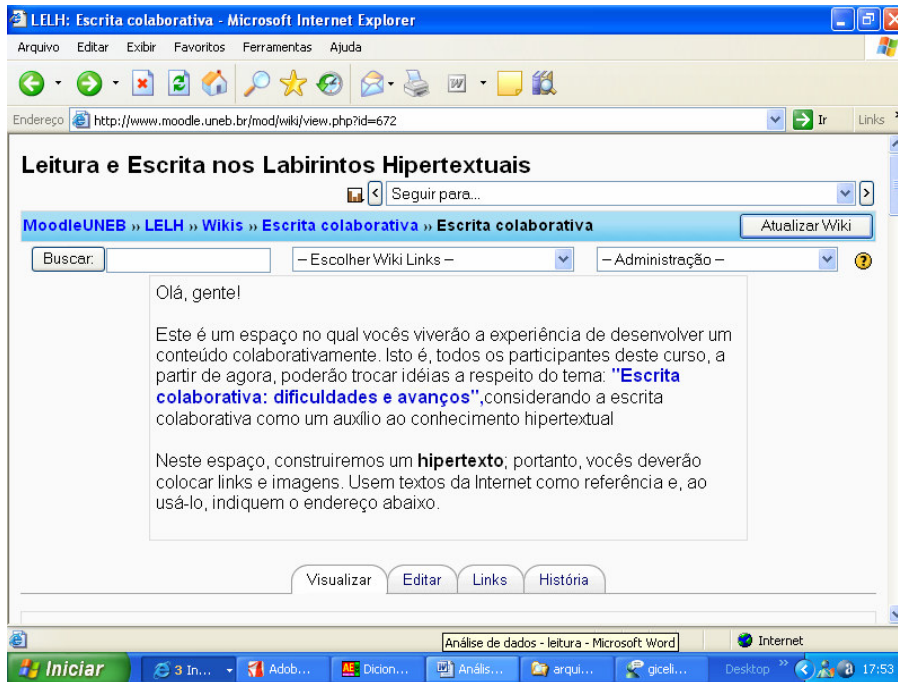 LELH: Escrita colaborativa - Microsoft Internet Explorer
Arquivo Editar Exibir Favoritos Ferramentas Ajuda
Endereço http://www.moodle.uneb.br/mod/wiki/view.php?id=672 Ir Links
Leitura e Escrita nos Labirintos Hipertextuais
< Seguir para... >
MoodleUNEB » LELH » Wikis » Escrita colaborativa » Escrita colaborativa Atualizar Wiki
Buscar: – Escolher Wiki Links – – Administração – ?
Olá, gente!
Este é um espaço no qual vocês viverão a experiência de desenvolver um
conteúdo colaborativamente. Isto é, todos os participantes deste curso, a
partir de agora, poderão trocar idéias a respeito do tema: "Escrita
colaborativa: dificuldades e avanços",considerando a escrita
colaborativa como um auxílio ao conhecimento hipertextual
Neste espaço, construiremos um hipertexto; portanto, vocês deverão
colocar links e imagens. Usem textos da Internet como referência e, ao
usá-lo, indiquem o endereço abaixo.
Visualizar Editar Links História
Análise de dados - leitura - Microsoft Word Internet
Iniciar 3 In... Adob... Dicion... Anális... arqui... giceli... Desktop » 17:53